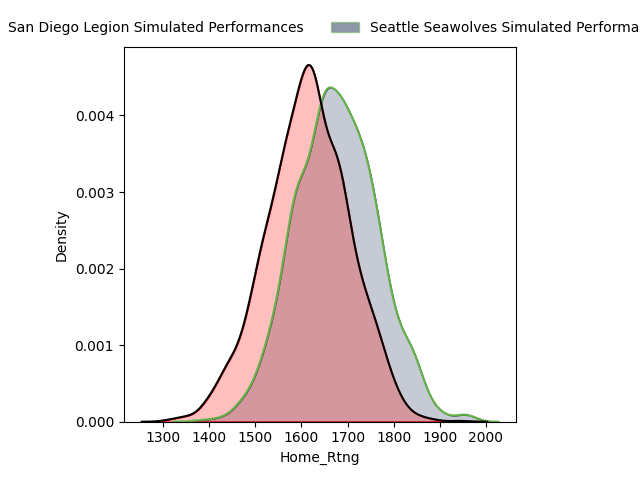 San Diego Legion Simulated Performances Seattle Seawolves Simulated Performa
0.004
0.003
0.002
0.001
0.000
Density
1300 1400 1500 1600 1700 1800 1900 2000
Home_Rtng